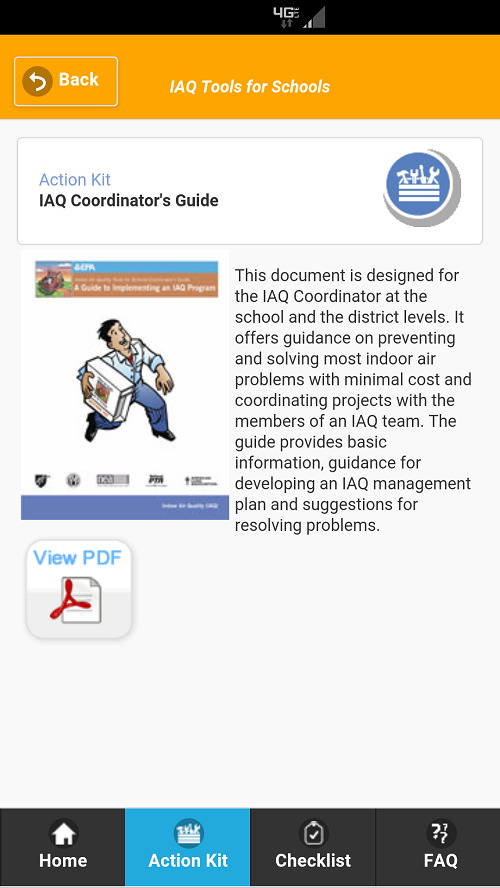 4G LTE
Back
IAQ Tools for Schools
Action Kit
IAQ Coordinator's Guide
EPA
A Guide to Implementing an IAQ Program
PTA
Indoor Air Quality (IAQ)
This document is designed for
the IAQ Coordinator at the
school and the district levels. It
offers guidance on preventing
and solving most indoor air
problems with minimal cost and
coordinating projects with the
members of an IAQ team. The
guide provides basic
information, guidance for
developing an IAQ management
plan and suggestions for
resolving problems.
View PDF
Home
Action Kit
Checklist
FAQ